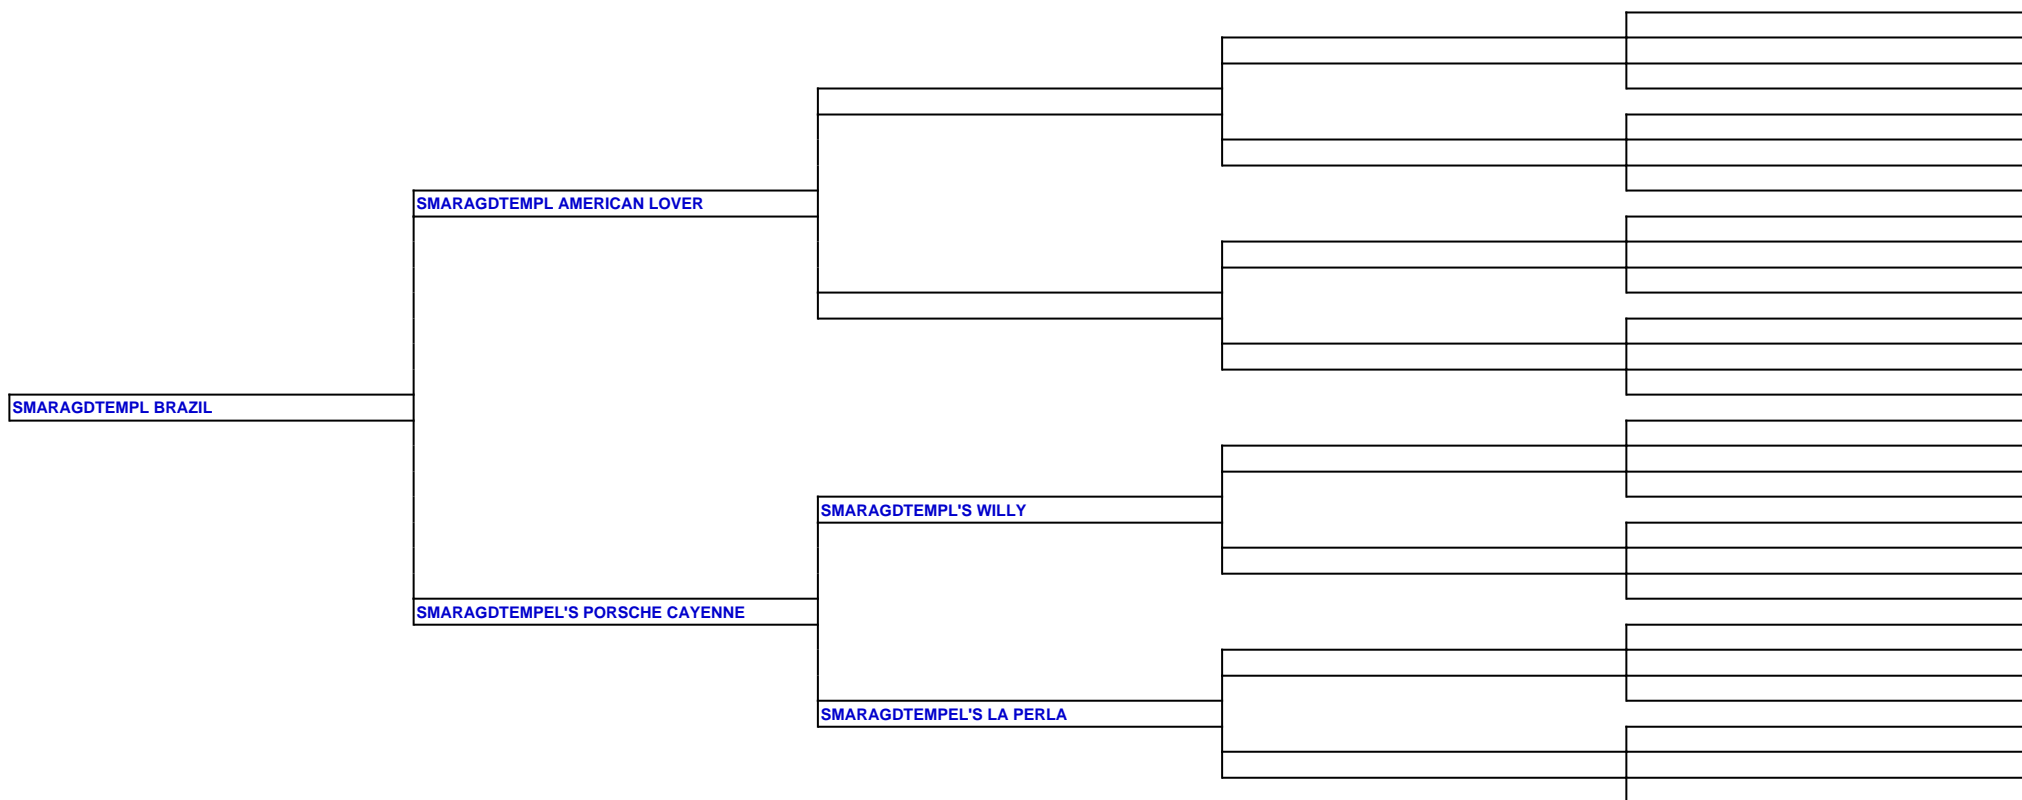 SMARAGDTEMPL AMERICAN LOVER
SMARAGDTEMPL BRAZIL
SMARAGDTEMPL'S WILLY
SMARAGDTEMPEL'S PORSCHE CAYENNE
SMARAGDTEMPEL'S LA PERLA